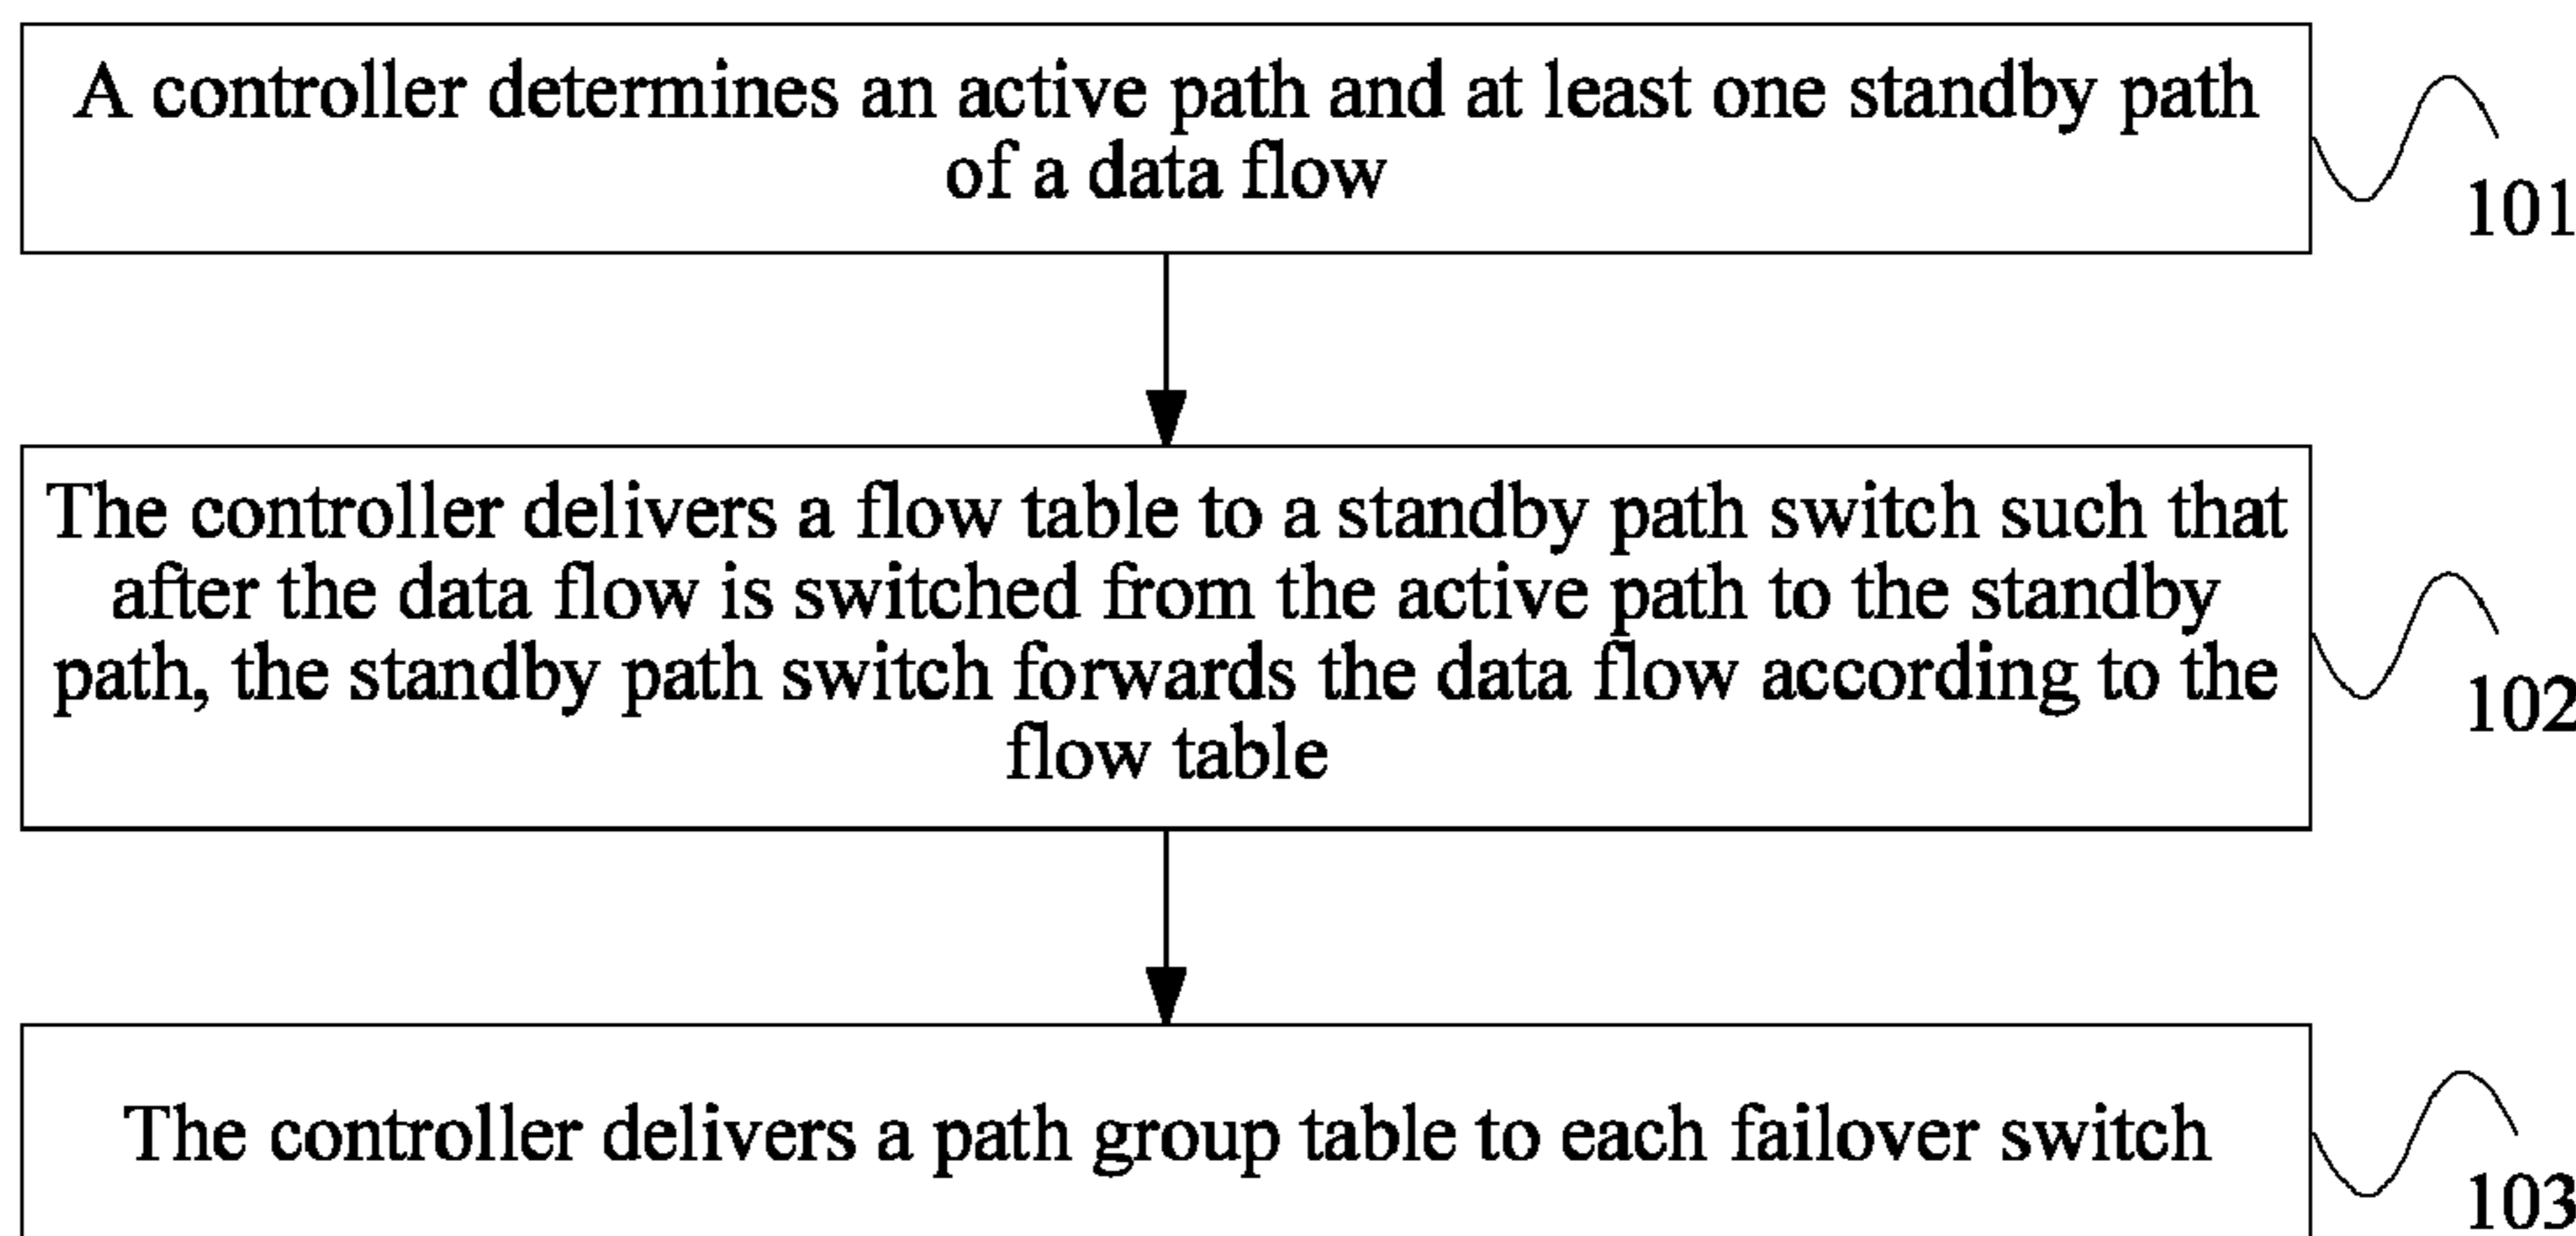 A controller determines an active path and at least one standby path
of a data flow
101
The controller delivers a flow table to a standby path switch such that
after the data flow is switched from the active path to the standby
path, the standby path switch forwards the data flow according to the
flow table
102
The controller delivers a path group table to each failover switch
103